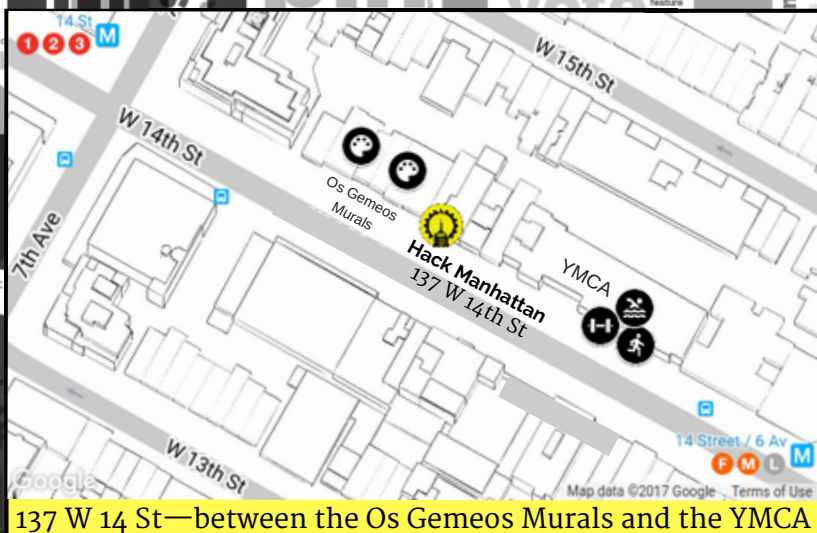 feature
14 St
1 2 3 M
W 15th St
W 14th St
7th Ave
Os Gemeos
Murals
Hack Manhattan
137 W 14th St
YMCA
14 Street / 6 Av
F M L M
W 13th St
Google
Map data ©2017 Google Terms of Use
137 W 14 St—between the Os Gemeos Murals and the YMCA